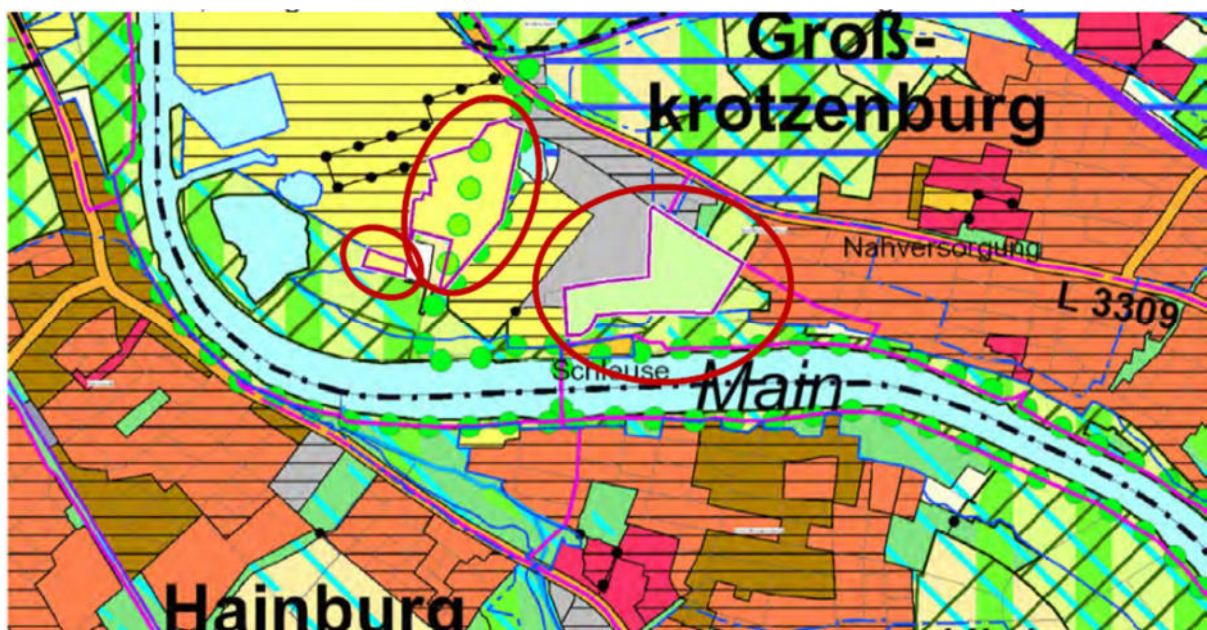 Groß-
krotzenburg
Nahversorgung
L 3309
Schleuse
Main
Hainburg